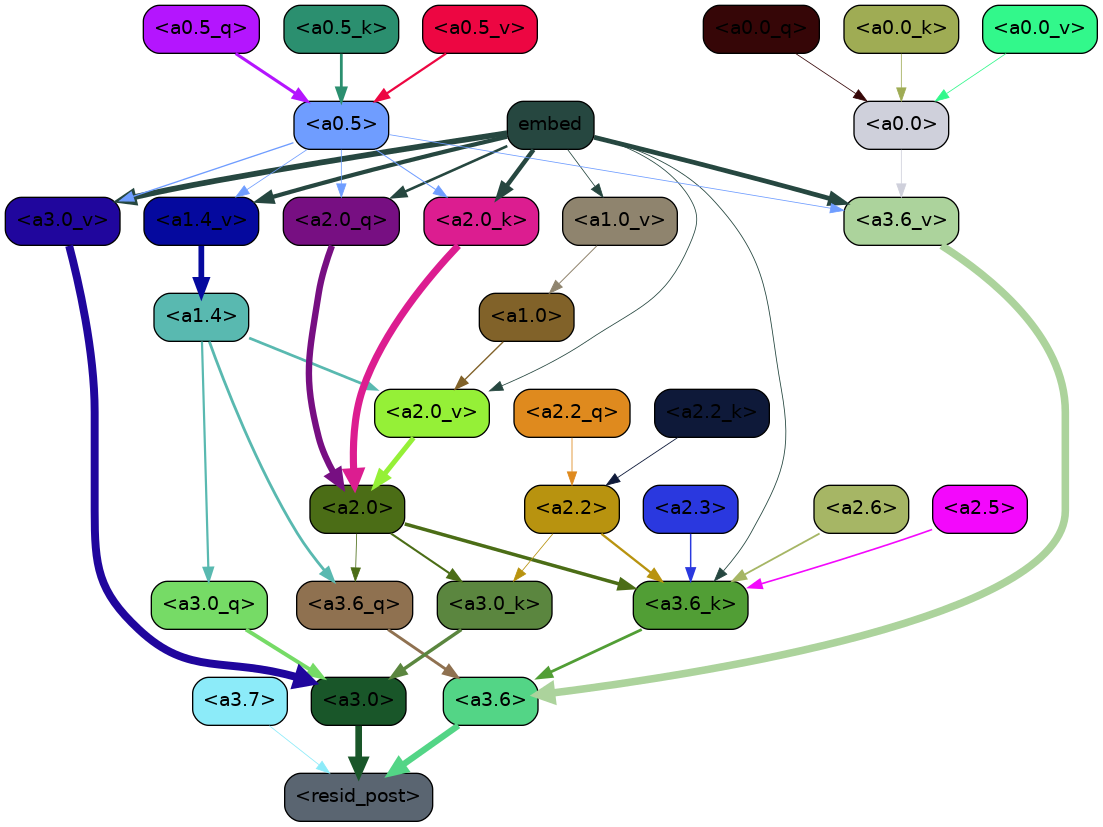 <a0.5_q> <a0.5_k> <a0.5_v> <a0.0_q> <a0.0_k> <a0.0_v>
<a0.5> embed <a0.0>
<a3.0_v> <a1.4_v> <a2.0_q> <a2.0_k> <a1.0_v> <a3.6_v>
<a1.4> <a1.0>
<a2.0_v> <a2.2_q> <a2.2_k>
<a2.0> <a2.2> <a2.3> <a2.6> <a2.5>
<a3.0_q> <a3.6_q> <a3.0_k> <a3.6_k>
<a3.7> <a3.0> <a3.6>
<resid_post>